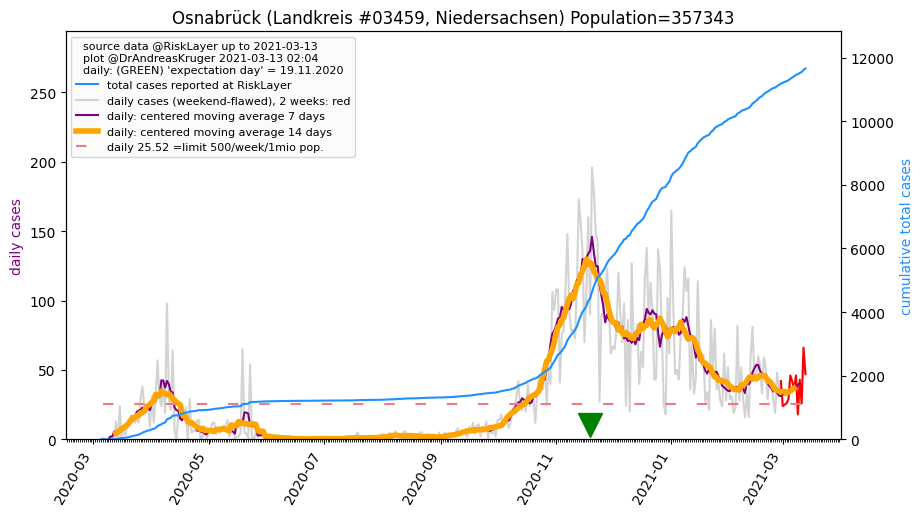 Osnabrück (Landkreis #03459, Niedersachsen) Population=357343
source data @RiskLayer up to 2021-03-13
plot @DrAndreasKruger 2021-03-13 02:04
daily: (GREEN) 'expectation day' = 19.11.2020
total cases reported at RiskLayer
daily cases (weekend-flawed), 2 weeks: red
daily: centered moving average 7 days
daily: centered moving average 14 days
daily 25.52 =limit 500/week/1mio pop.
daily cases
250
200
150
100
50
0
cumulative total cases
12000
10000
8000
6000
4000
2000
0
2020-03
2020-05
2020-07
2020-09
2020-11
2021-01
2021-03